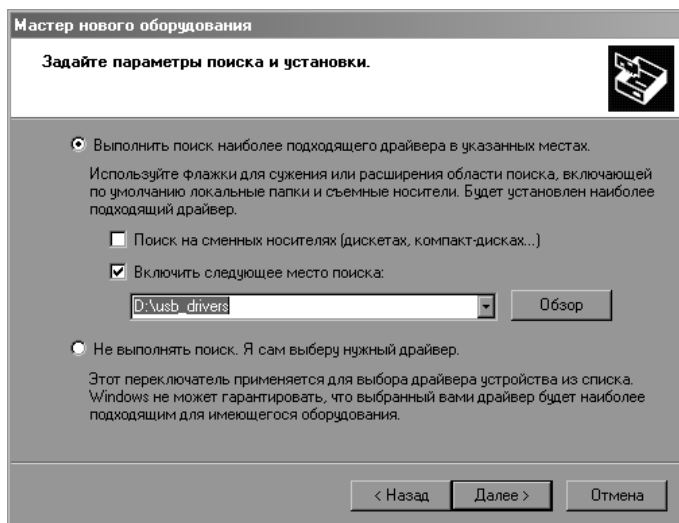 Мастер нового оборудования
Задайте параметры поиска и установки.
Выполнить поиск наиболее подходящего драйвера в указанных местах.
Используйте флажки для сужения или расширения области поиска, включающей
по умолчанию локальные папки и съемные носители. Будет установлен наиболее
подходящий драйвер.
Поиск на сменных носителях (дискетах, компакт-дисках...)
Включить следующее место поиска:
D:\usb_drivers
Обзор
Не выполнять поиск. Я сам выберу нужный драйвер.
Этот переключатель применяется для выбора драйвера устройства из списка.
Windows не может гарантировать, что выбранный вами драйвер будет наиболее
подходящим для имеющегося оборудования.
< Назад Далее > Отмена